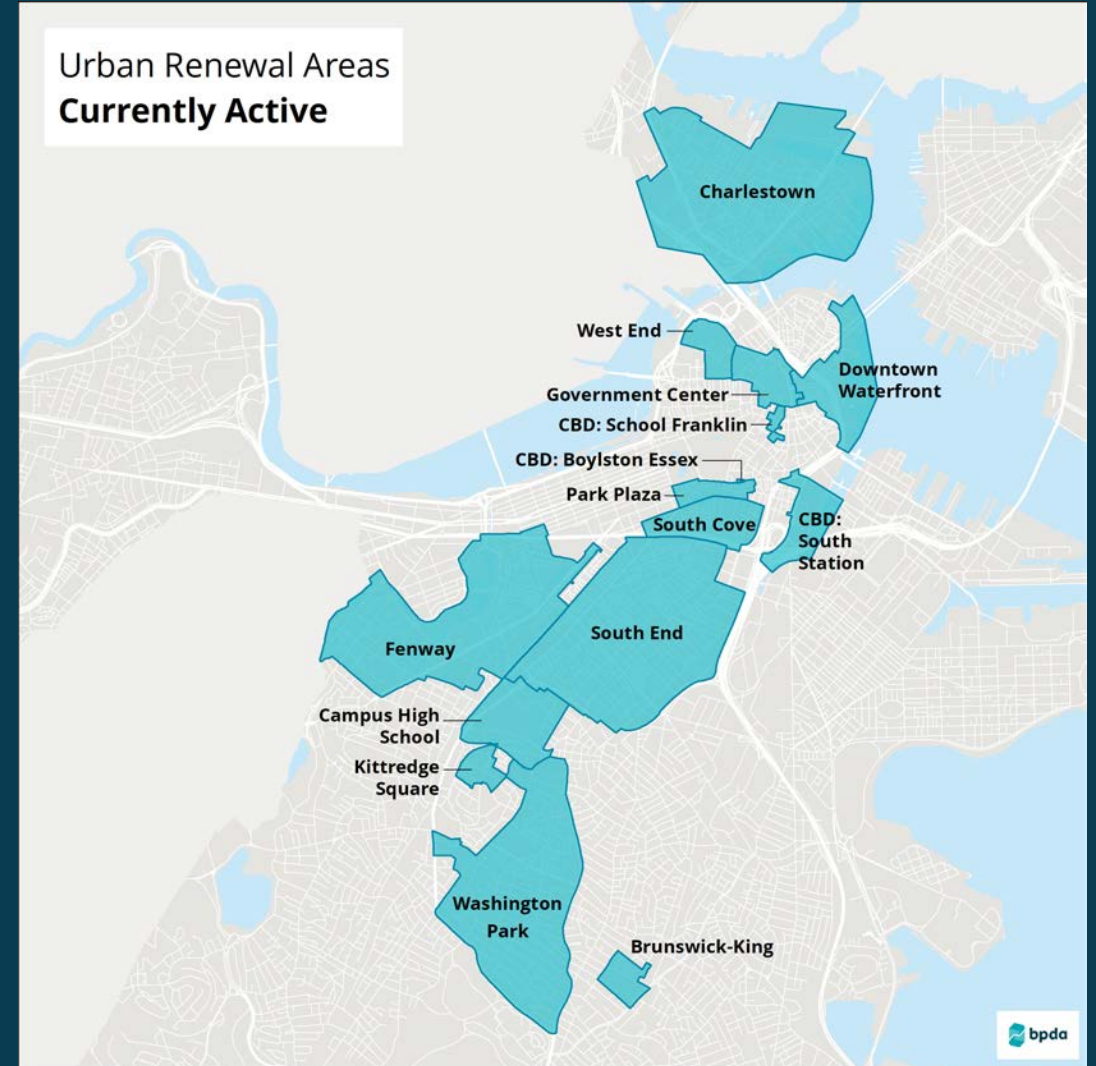 Urban Renewal Areas
Currently Active
Charlestown
West End
Downtown
Waterfront
Government Center
CBD: School Franklin
CBD: Boylston Essex
Park Plaza
South Cove
CBD:
South
Station
South End
Fenway
Campus High
School
Kittredge
Square
Washington
Park
Brunswick-King
bpda